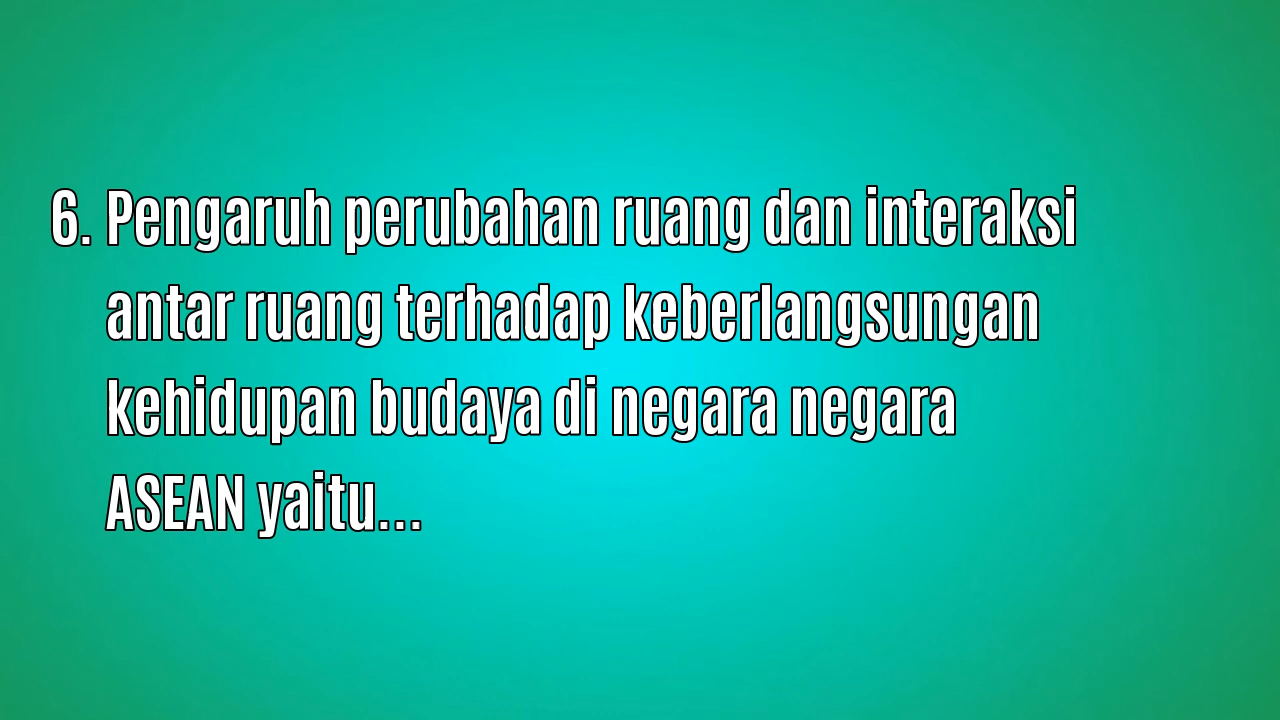 6. Pengaruh perubahan ruang dan interaksi
antar ruang terhadap keberlangsungan
kehidupan budaya di negara negara
ASEAN yaitu...